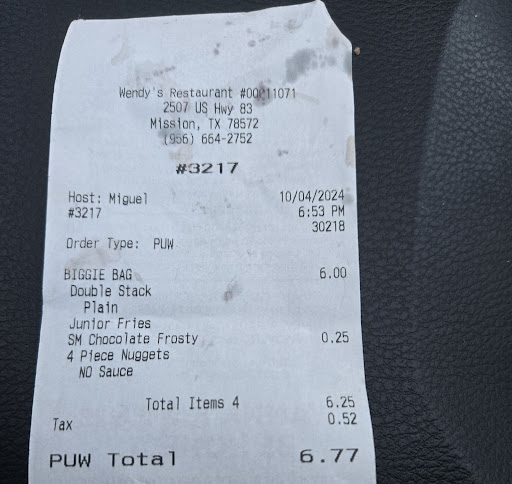 Wendy's Restaurant #00011071
2507 US Hwy 83
Mission, TX 78572
(956) 664-2752
#3217
Host: Miguel 10/04/2024
#3217 6:53 PM
30218
Order Type: PUW
BIGGIE BAG 6.00
Double Stack
Plain
Junior Fries
SM Chocolate Frosty 0.25
4 Piece Nuggets
NO Sauce
Total Items 4 6.25
Tax 0.52
PUW Total 6.77